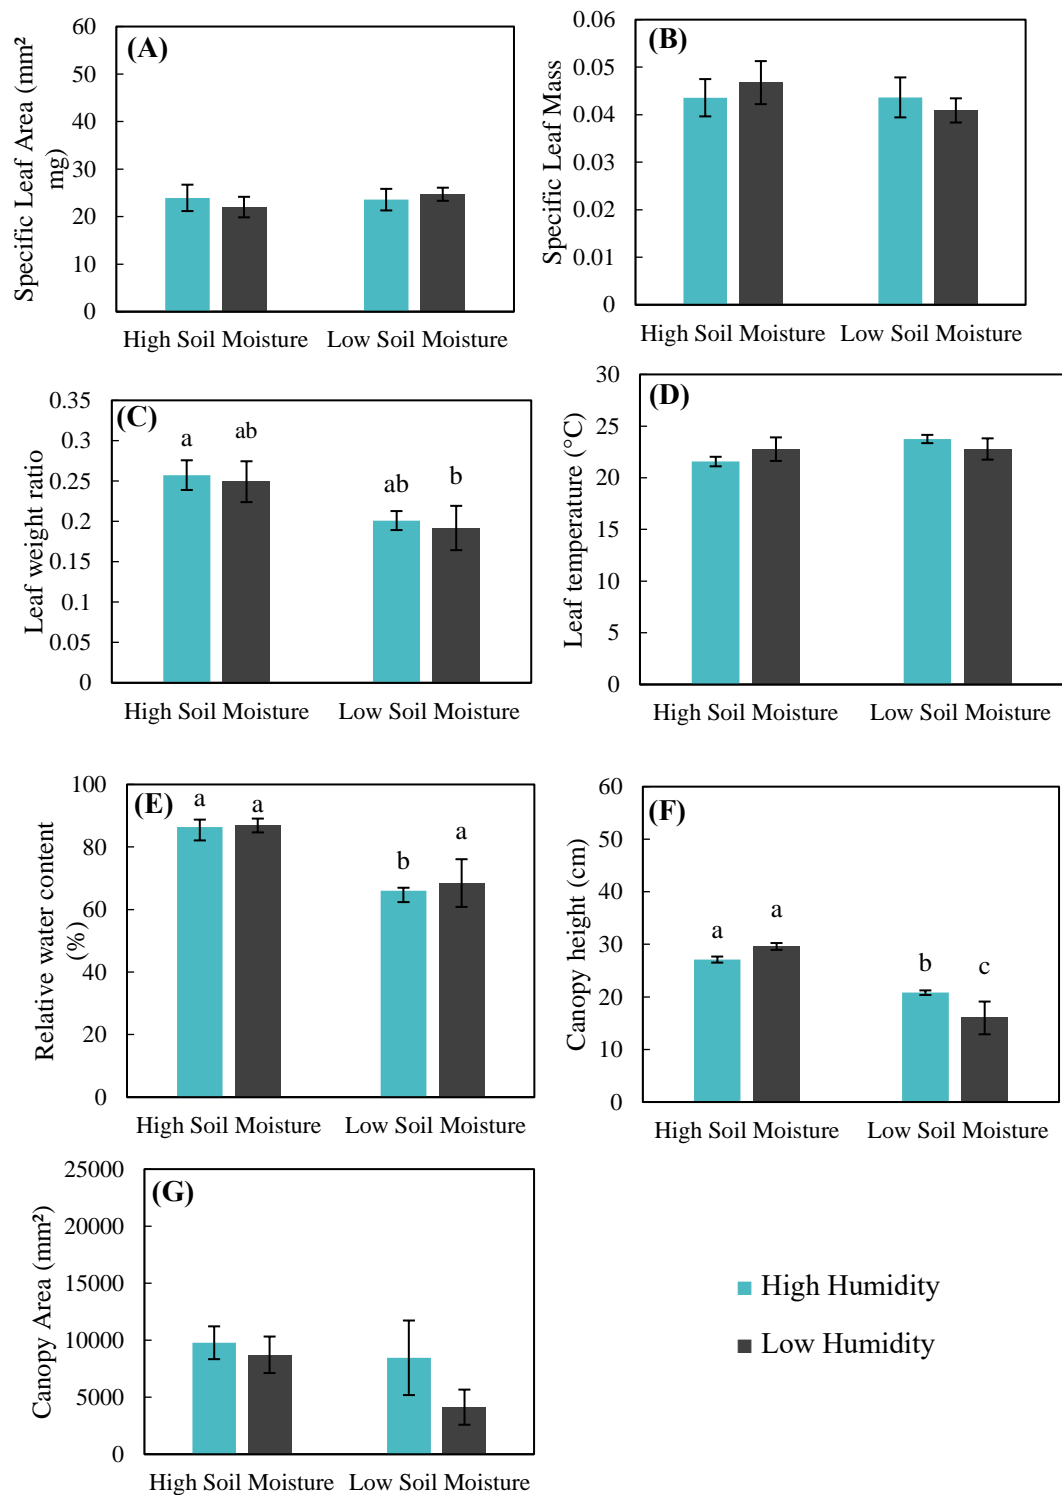 (A)
Specific Leaf Area (mm²
mg)
60
50
40
30
20
10
0
High Soil Moisture Low Soil Moisture
(B)
Specific Leaf Mass
0.06
0.05
0.04
0.03
0.02
0.01
0
High Soil Moisture Low Soil Moisture
(C)
Leaf weight ratio
0.35
0.3
0.25
0.2
0.15
0.1
0.05
0
a ab ab b
High Soil Moisture Low Soil Moisture
(D)
Leaf temperature (°C)
30
25
20
15
10
5
0
High Soil Moisture Low Soil Moisture
(E)
Relative water content
(%)
100
80
60
40
20
0
a a b a
High Soil Moisture Low Soil Moisture
(F)
Canopy height (cm)
60
50
40
30
20
10
0
a a b c
High Soil Moisture Low Soil Moisture
(G)
Canopy Area (mm²)
25000
20000
15000
10000
5000
0
High Soil Moisture Low Soil Moisture
High Humidity
Low Humidity